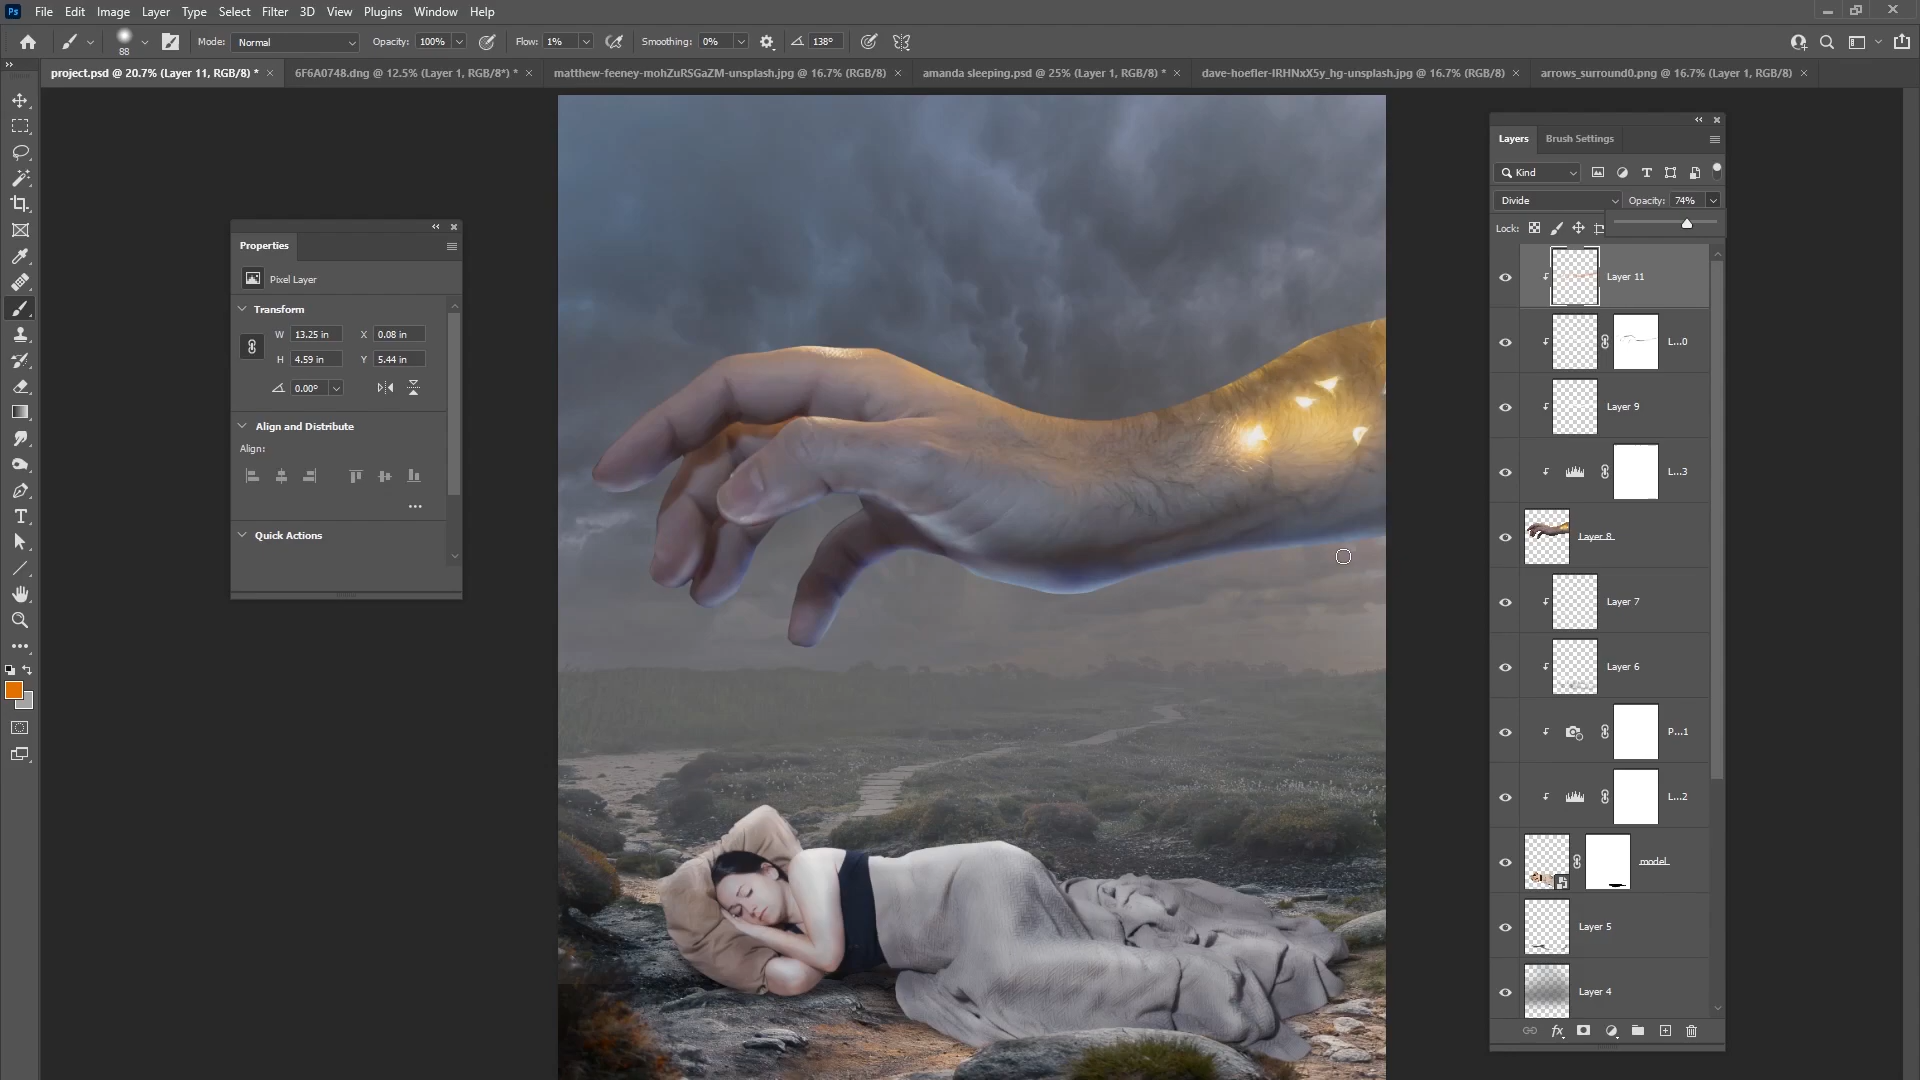 Ps File Edit Image Layer Type Select Filter 3D View Plugins Window Help
88 Mode: Normal Opacity: 100% Flow: 1% Smoothing: 0% 138°
project.psd @ 20.7% (Layer 11, RGB/8) * × 6F6A0748.dng @ 12.5% (Layer 1, RGB/8*) * × matthew-feeney-mohZuRSGaZM-unsplash.jpg @ 16.7% (RGB/8) × amanda sleeping.psd @ 25% (Layer 1, RGB/8) * × dave-hoefler-IRHNxX5y_hg-unsplash.jpg @ 16.7% (RGB/8) × arrows_surround0.png @ 16.7% (Layer 1, RGB/8) ×
Properties
Pixel Layer
Transform
W 13.25 in X 0.08 in
H 4.59 in Y 5.44 in
0.00°
Align and Distribute
Align:
Quick Actions
Layers Brush Settings
Kind
Divide Opacity: 74%
Lock:
Layer 11
L...0
Layer 9
L...3
Layer 8
Layer 7
Layer 6
P...1
L...2
model
Layer 5
Layer 4
fx